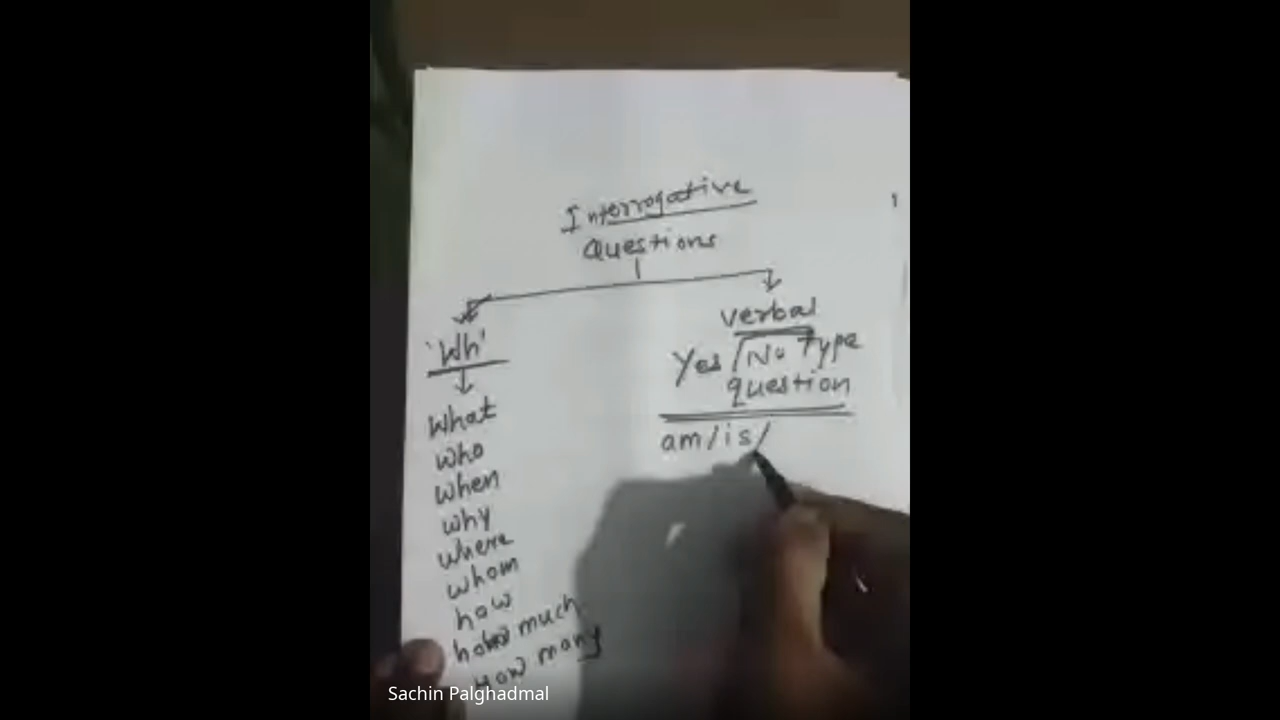 Interrogative
Questions
'Wh'
What
who
when
why
where
whom
how
how much
How many
verbal
Yes/No Type
question
am/is/
Sachin Palghadmal